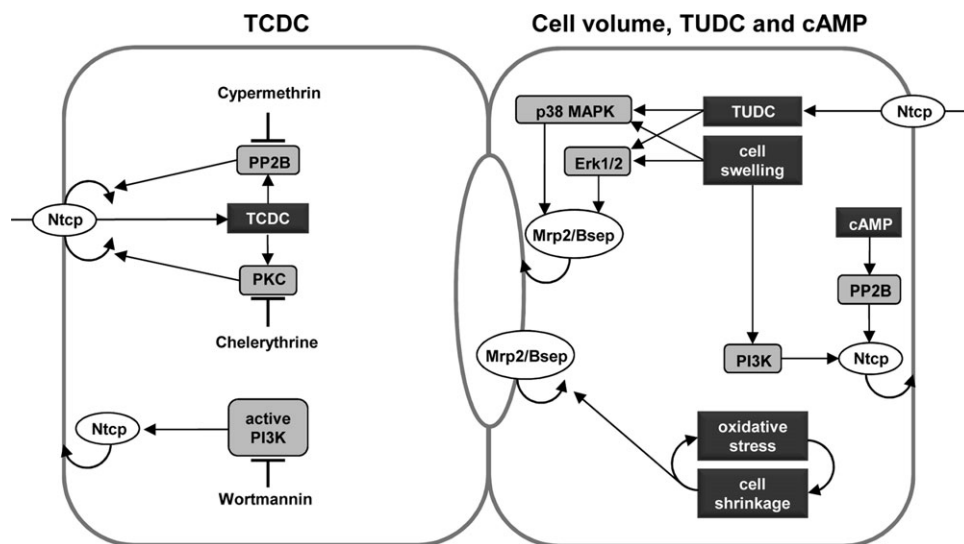 TCDC
Cell volume, TUDC and cAMP
Cypermethrin
PP2B
Ntcp
TCDC
PKC
Chelerythrine
Ntcp
active
PI3K
Wortmannin
p38 MAPK
TUDC
Ntcp
Erk1/2
cell
swelling
Mrp2/Bsep
cAMP
PP2B
Mrp2/Bsep
PI3K
Ntcp
oxidative
stress
cell
shrinkage